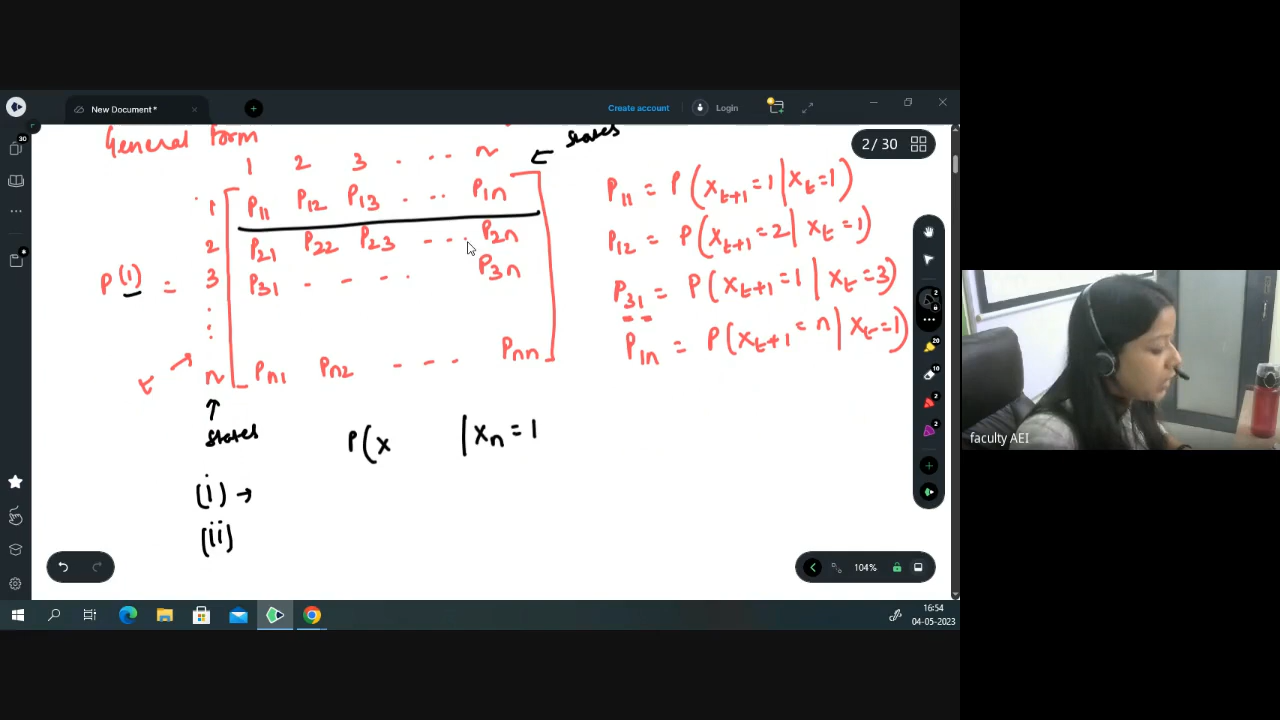 New Document*
Create account
Login
30
General Form
states
2 / 30
1 2 3 . .. n
1 P11 P12 P13 . .. P1n
2 P21 P22 P23 - - . P2n
P(1) = 3 P31 . - - . P3n
:
:
t n Pn1 Pn2 - - - . Pnn
states
P11 = P(Xt+1 = 1 | Xt = 1)
P12 = P(Xt+1 = 2 | Xt = 1)
P31 = P(Xt+1 = 1 | Xt = 3)
P1n = P(Xt+1 = n | Xt = 1)
P(X | Xn = 1
(i) →
(ii)
104%
faculty AEI
16:54
04-05-2023